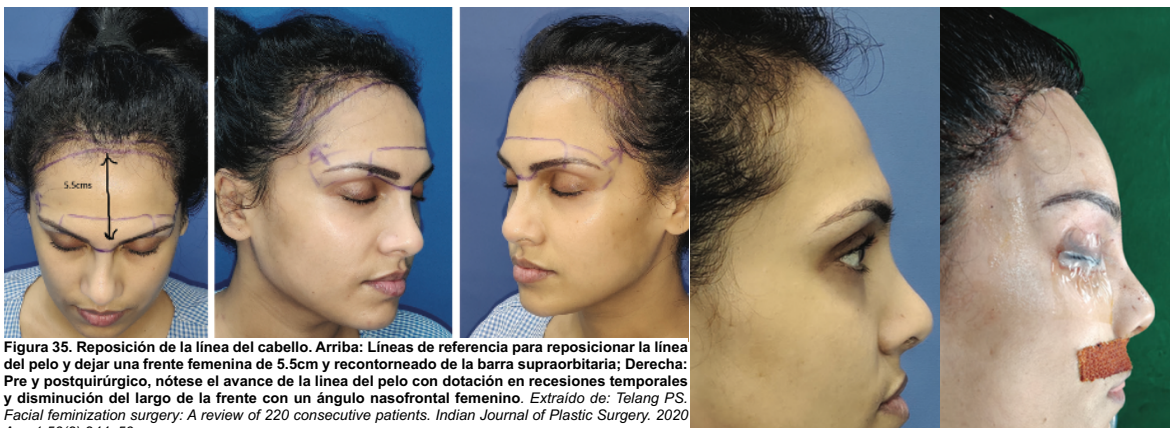 5.5cms
Figura 35. Reposición de la línea del cabello. Arriba: Líneas de referencia para reposicionar la línea
del pelo y dejar una frente femenina de 5.5cm y recontorneado de la barra supraorbitaria; Derecha:
Pre y postquirúrgico, nótese el avance de la línea del pelo con dotación en recesiones temporales
y disminución del largo de la frente con un ángulo nasofrontal femenino. Extraído de: Telang PS.
Facial feminization surgery: A review of 220 consecutive patients. Indian Journal of Plastic Surgery. 2020